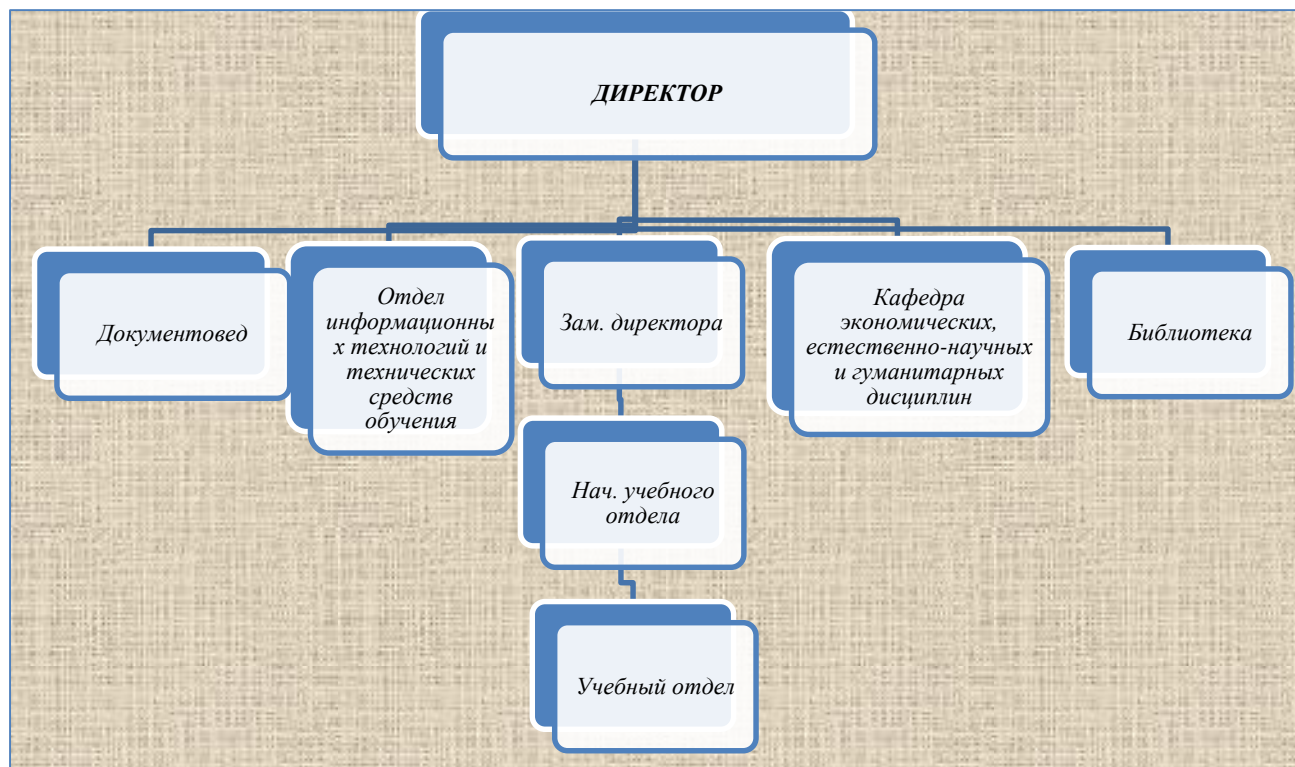 ДИРЕКТОР
Документовед
Отдел
информационны
х технологий и
технических
средств
обучения
Зам. директора
Кафедра
экономических,
естественно-научных
и гуманитарных
дисциплин
Библиотека
Нач. учебного
отдела
Учебный отдел